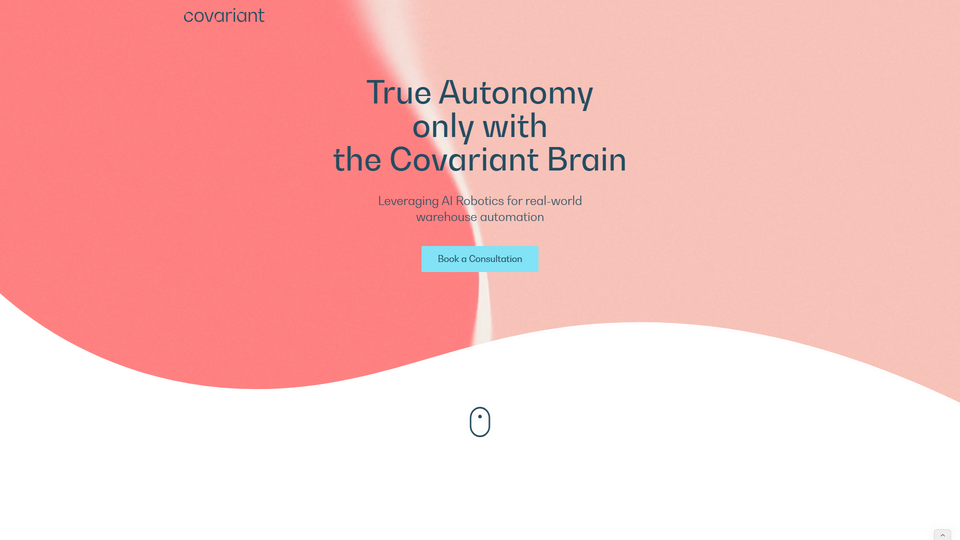 covariant
True Autonomy
only with
the Covariant Brain
Leveraging AI Robotics for real-world
warehouse automation
Book a Consultation